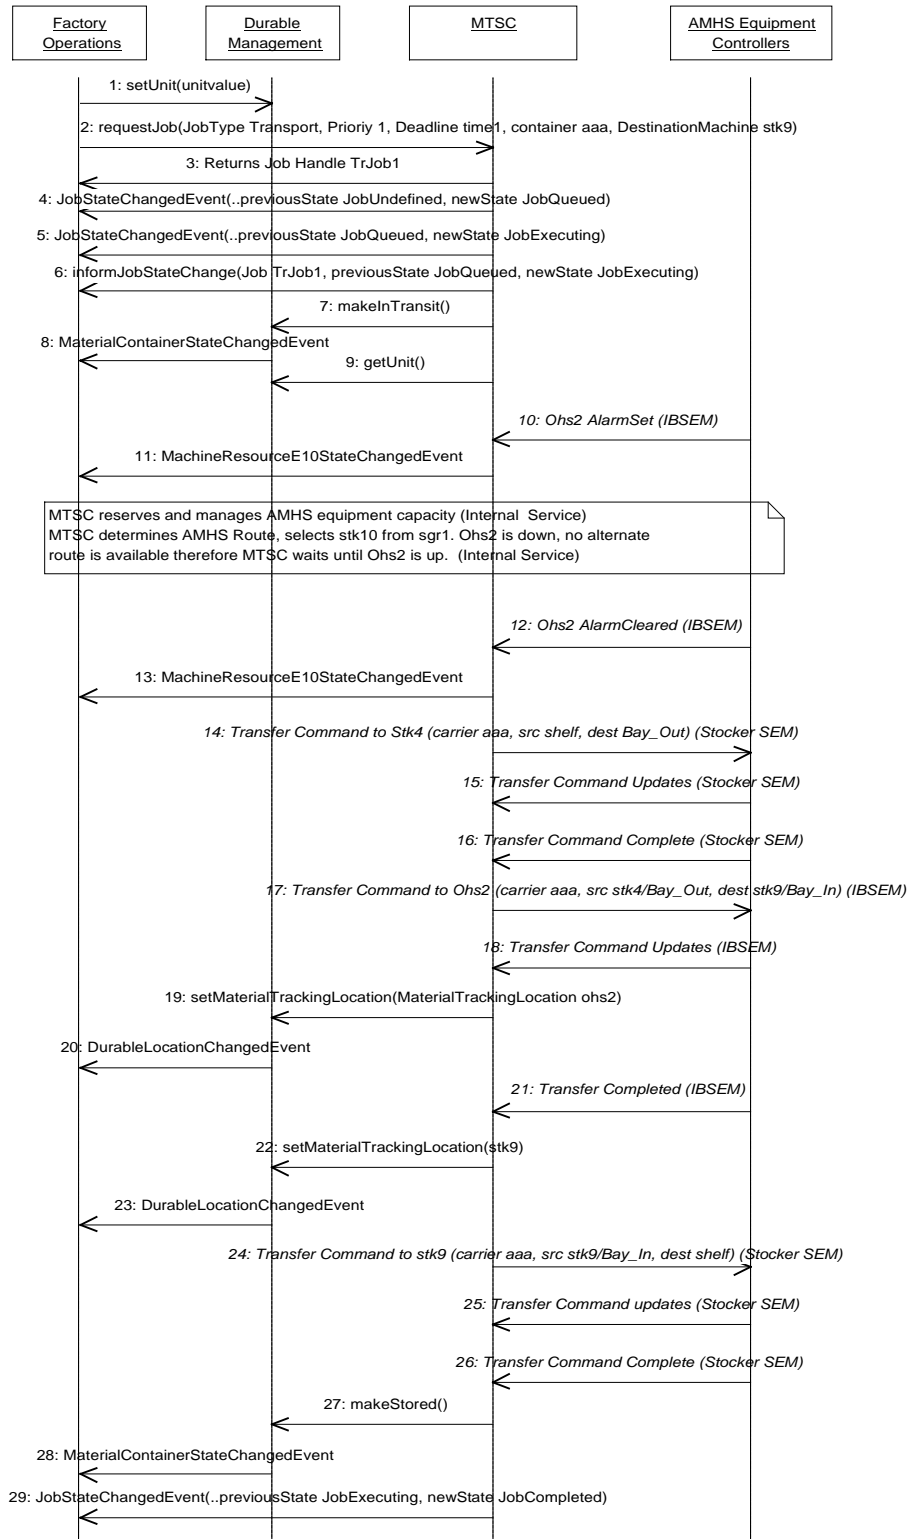 Factory
Operations
Durable
Management
MTSC
AMHS Equipment
Controllers
1: setUnit(unitvalue)
2: requestJob(JobType Transport, Prioriy 1, Deadline time1, container aaa, DestinationMachine stk9)
3: Returns Job Handle TrJob1
4: JobStateChangedEvent(..previousState JobUndefined, newState JobQueued)
5: JobStateChangedEvent(..previousState JobQueued, newState JobExecuting)
6: informJobStateChange(Job TrJob1, previousState JobQueued, newState JobExecuting)
7: makeInTransit()
8: MaterialContainerStateChangedEvent
9: getUnit()
10: Ohs2 AlarmSet (IBSEM)
11: MachineResourceE10StateChangedEvent
MTSC reserves and manages AMHS equipment capacity (Internal Service)
MTSC determines AMHS Route, selects stk10 from sgr1. Ohs2 is down, no alternate
route is available therefore MTSC waits until Ohs2 is up. (Internal Service)
12: Ohs2 AlarmCleared (IBSEM)
13: MachineResourceE10StateChangedEvent
14: Transfer Command to Stk4 (carrier aaa, src shelf, dest Bay_Out) (Stocker SEM)
15: Transfer Command Updates (Stocker SEM)
16: Transfer Command Complete (Stocker SEM)
17: Transfer Command to Ohs2 (carrier aaa, src stk4/Bay_Out, dest stk9/Bay_In) (IBSEM)
18: Transfer Command Updates (IBSEM)
19: setMaterialTrackingLocation(MaterialTrackingLocation ohs2)
20: DurableLocationChangedEvent
21: Transfer Completed (IBSEM)
22: setMaterialTrackingLocation(stk9)
23: DurableLocationChangedEvent
24: Transfer Command to stk9 (carrier aaa, src stk9/Bay_In, dest shelf) (Stocker SEM)
25: Transfer Command updates (Stocker SEM)
26: Transfer Command Complete (Stocker SEM)
27: makeStored()
28: MaterialContainerStateChangedEvent
29: JobStateChangedEvent(..previousState JobExecuting, newState JobCompleted)